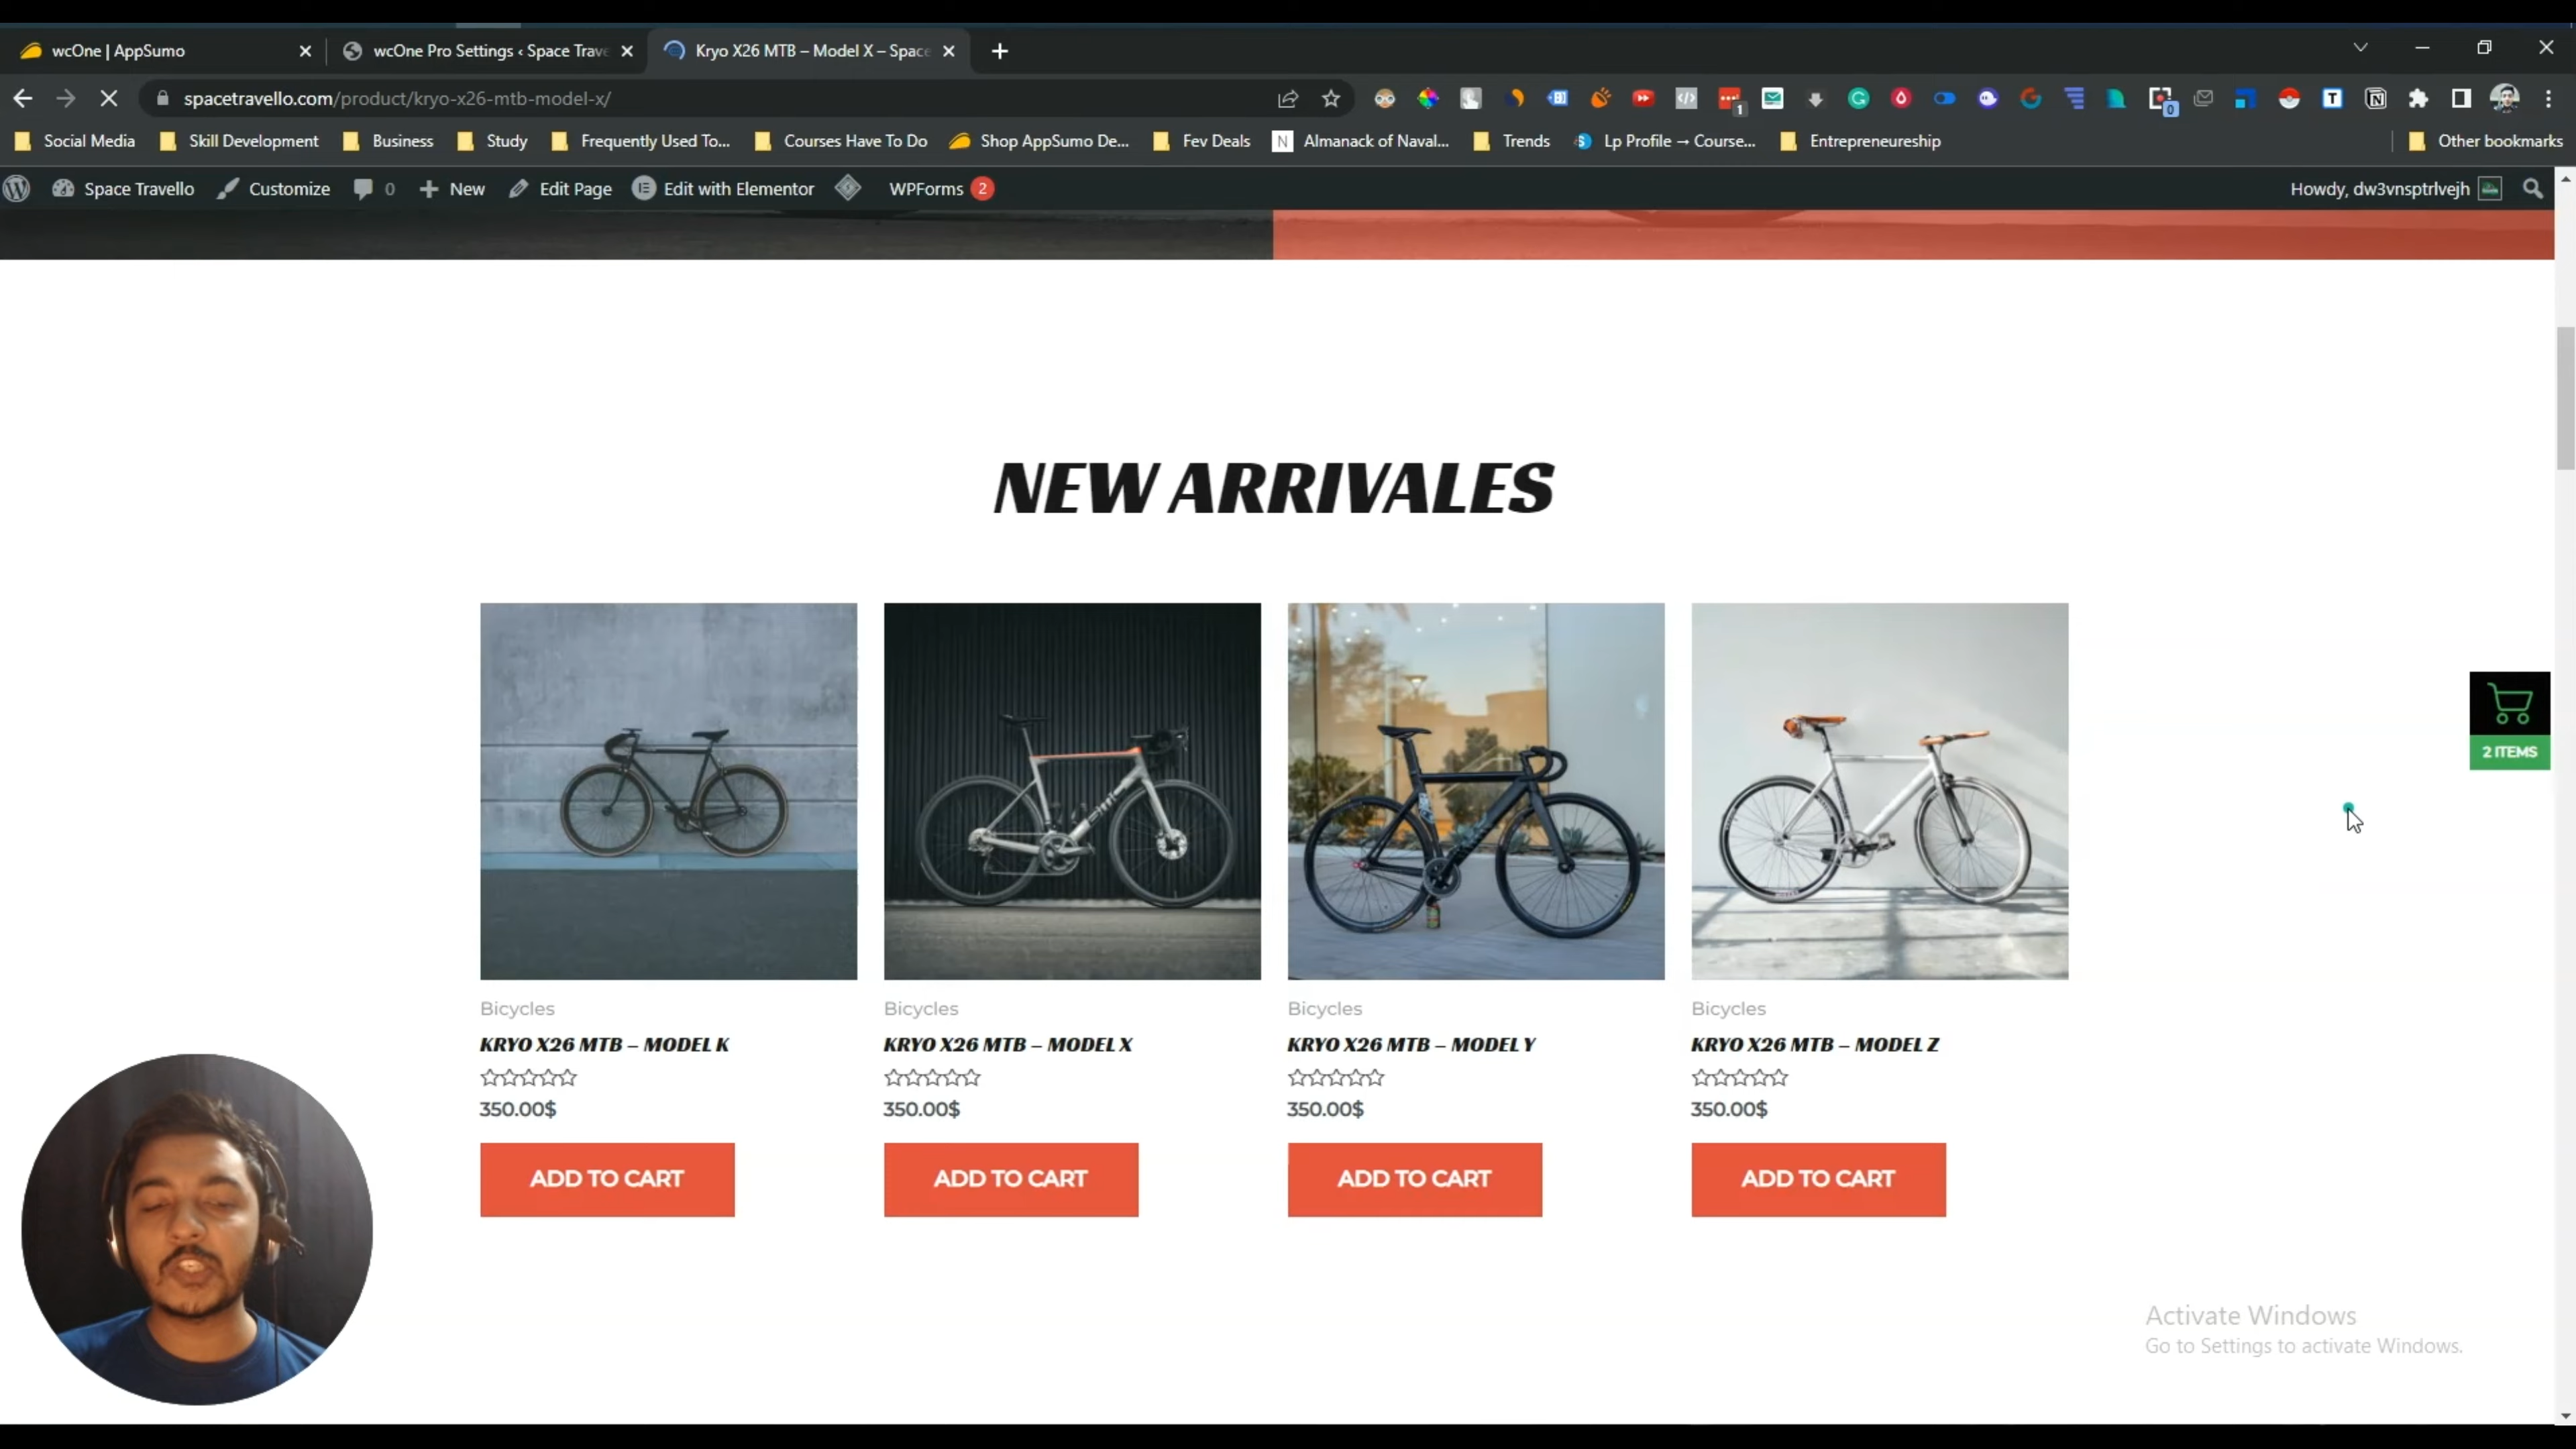 wcOne | AppSumo
wcOne Pro Settings ‹ Space Trave
Kryo X26 MTB – Model X – Space
spacetravello.com/product/kryo-x26-mtb-model-x/
1
0
Social Media
Skill Development
Business
Study
Frequently Used To...
Courses Have To Do
Shop AppSumo De...
Fev Deals
N Almanack of Naval...
Trends
Lp Profile → Course...
Entrepreneureship
Other bookmarks
Space Travello
Customize
0
New
Edit Page
Edit with Elementor
WPForms 2
Howdy, dw3vnsptrlvejh
NEW ARRIVALES
2 ITEMS
Bicycles
KRYO X26 MTB – MODEL K
350.00$
ADD TO CART
Bicycles
KRYO X26 MTB – MODEL X
350.00$
ADD TO CART
Bicycles
KRYO X26 MTB – MODEL Y
350.00$
ADD TO CART
Bicycles
KRYO X26 MTB – MODEL Z
350.00$
ADD TO CART
Activate Windows
Go to Settings to activate Windows.